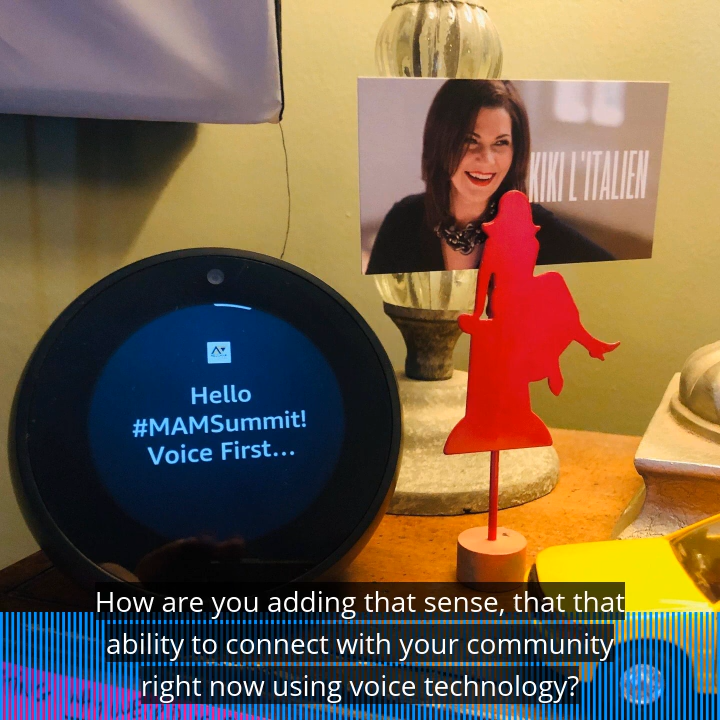 KIKI L'ITALIEN
Hello
#MAMSummit!
Voice First...
How are you adding that sense, that that
ability to connect with your community
right now using voice technology?